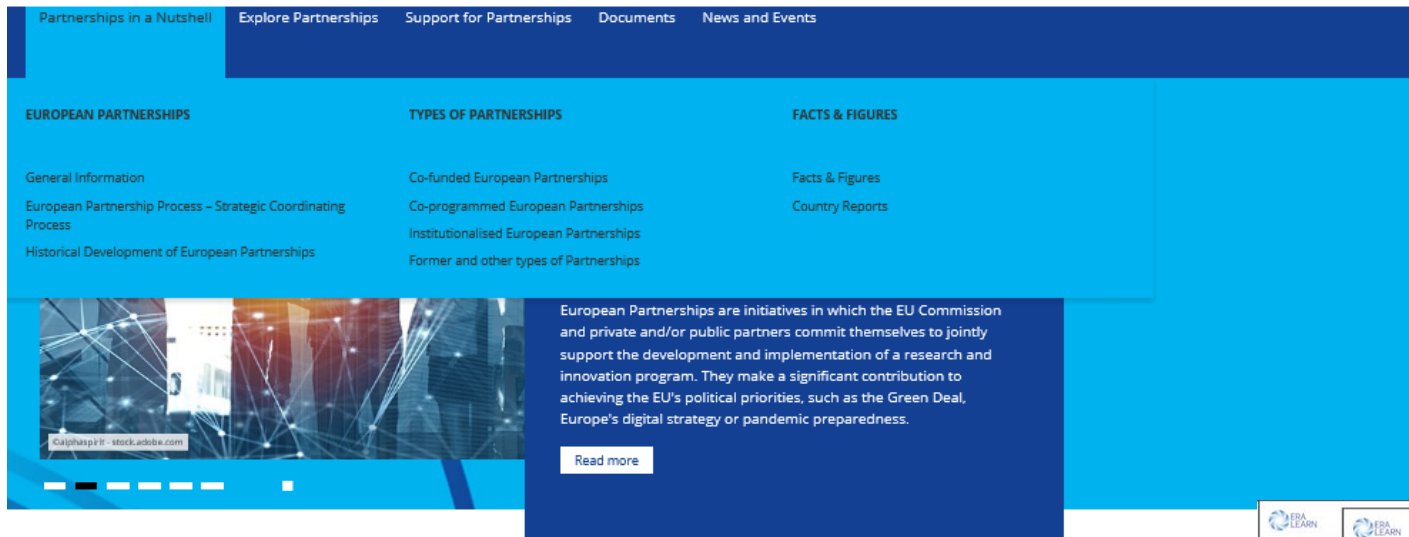 Partnerships in a Nutshell
Explore Partnerships
Support for Partnerships
Documents
News and Events
EUROPEAN PARTNERSHIPS
General Information
European Partnership Process – Strategic Coordinating
Process
Historical Development of European Partnerships
TYPES OF PARTNERSHIPS
Co-funded European Partnerships
Co-programmed European Partnerships
Institutionalised European Partnerships
Former and other types of Partnerships
FACTS & FIGURES
Facts & Figures
Country Reports
©alphaspirit - stock.adobe.com
European Partnerships are initiatives in which the EU Commission
and private and/or public partners commit themselves to jointly
support the development and implementation of a research and
innovation program. They make a significant contribution to
achieving the EU's political priorities, such as the Green Deal,
Europe's digital strategy or pandemic preparedness.
Read more
ERA
LEARN
ERA
LEARN